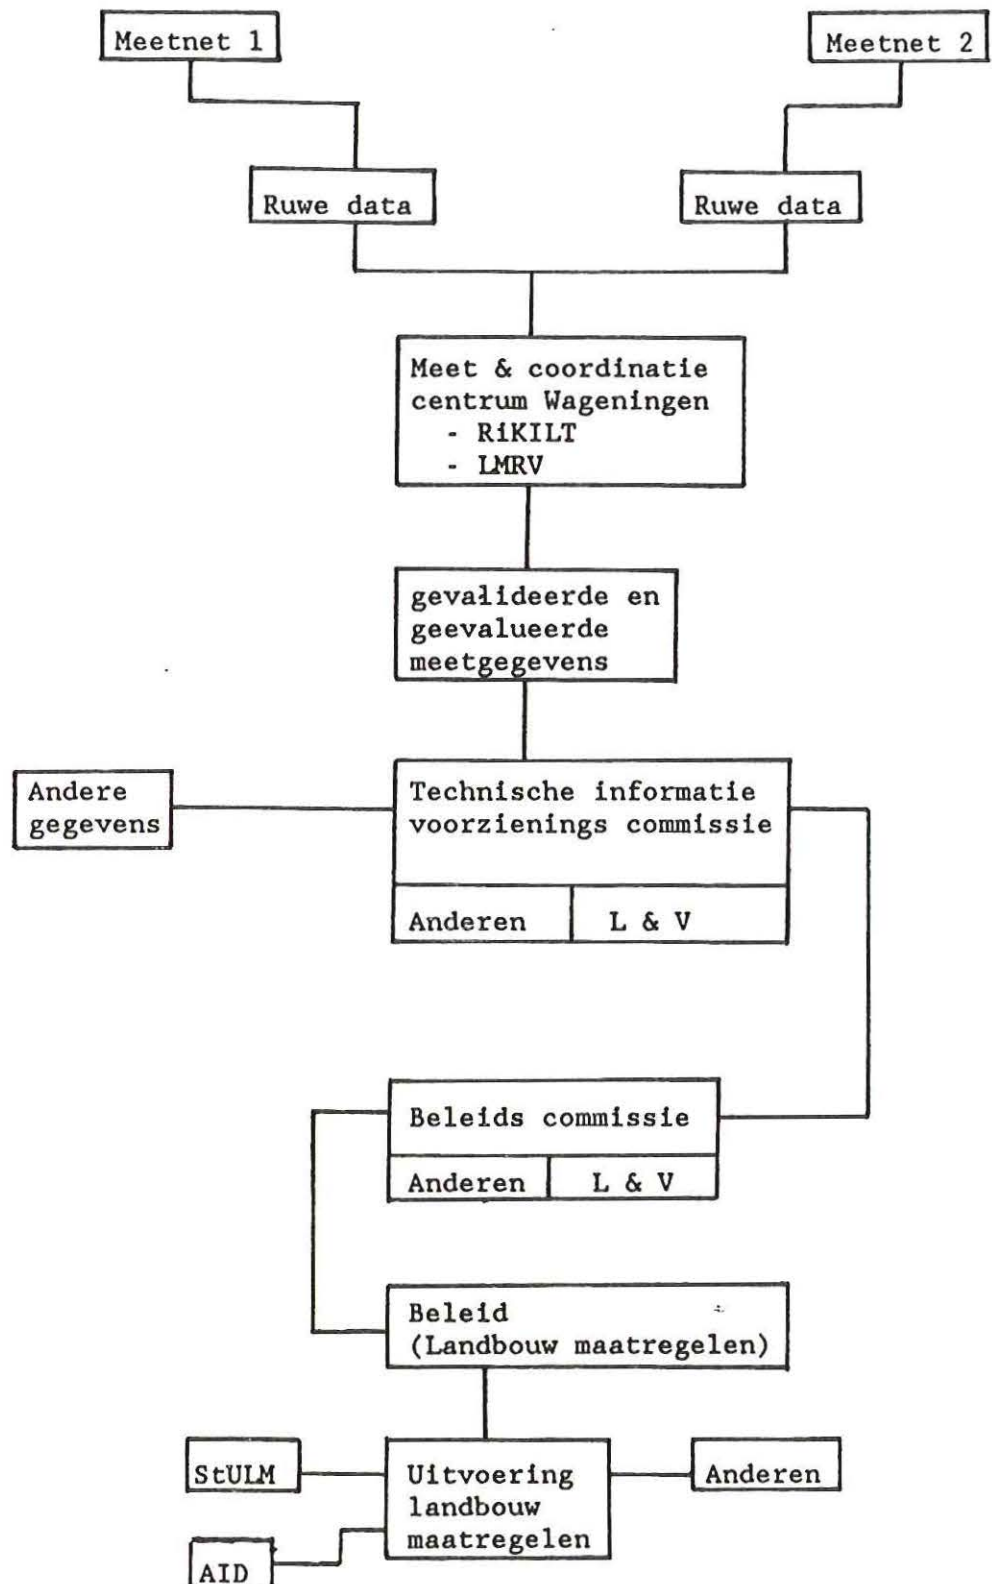 Meetnet 1
Meetnet 2
Ruwe data
Ruwe data
Meet & coordinatie
centrum Wageningen
- RiKILT
- LMRV
gevalideerde en
geevalueerde
meetgegevens
Andere
gegevens
Technische informatie
voorzienings commissie
Anderen
L & V
Beleids commissie
Anderen
L & V
Beleid
(Landbouw maatregelen)
StULM
Uitvoering
landbouw
maatregelen
Anderen
AID